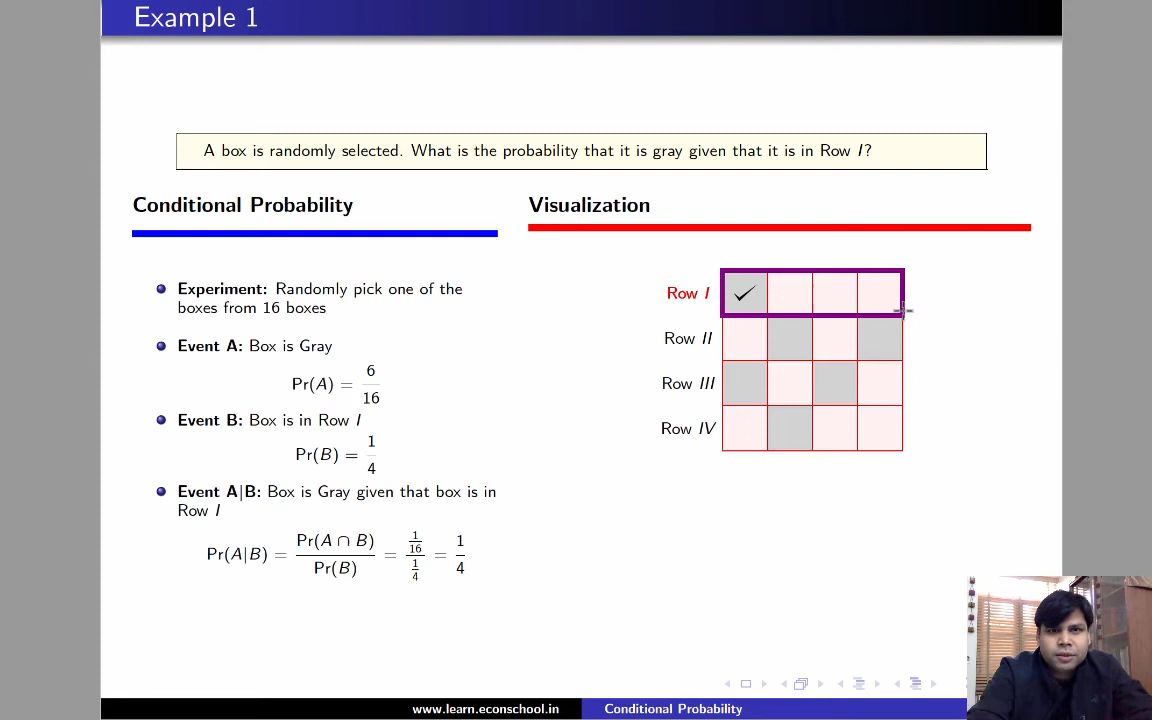 Example 1
A box is randomly selected. What is the probability that it is gray given that it is in Row I?
Conditional Probability
Experiment: Randomly pick one of the
boxes from 16 boxes
Event A: Box is Gray
Pr(A) = 6/16
Event B: Box is in Row I
Pr(B) = 1/4
Event A|B: Box is Gray given that box is in
Row I
Pr(A|B) = Pr(A ∩ B)/Pr(B) = (1/16)/(1/4) = 1/4
Visualization
Row I
Row II
Row III
Row IV
www.learn.econschool.in
Conditional Probability